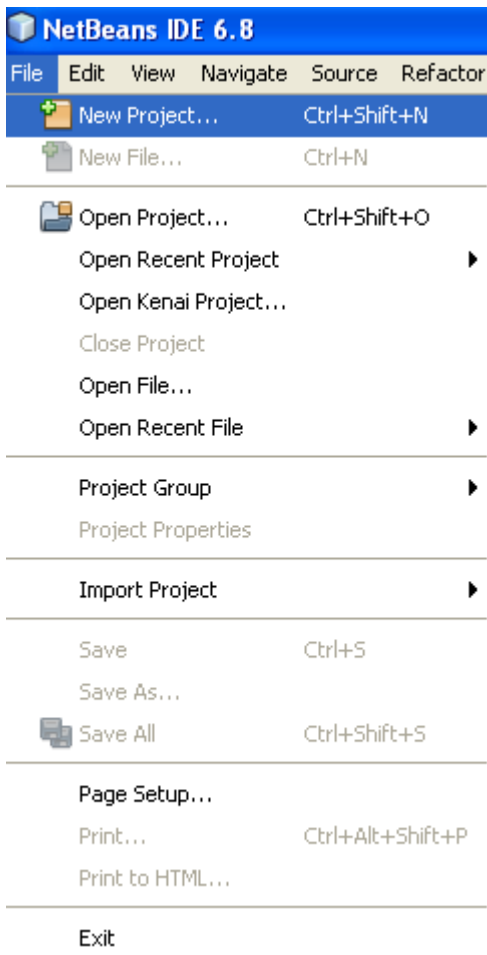 NetBeans IDE 6.8
File Edit View Navigate Source Refactor
New Project... Ctrl+Shift+N
New File... Ctrl+N
Open Project... Ctrl+Shift+O
Open Recent Project
Open Kenai Project...
Close Project
Open File...
Open Recent File
Project Group
Project Properties
Import Project
Save Ctrl+S
Save As...
Save All Ctrl+Shift+S
Page Setup...
Print... Ctrl+Alt+Shift+P
Print to HTML...
Exit